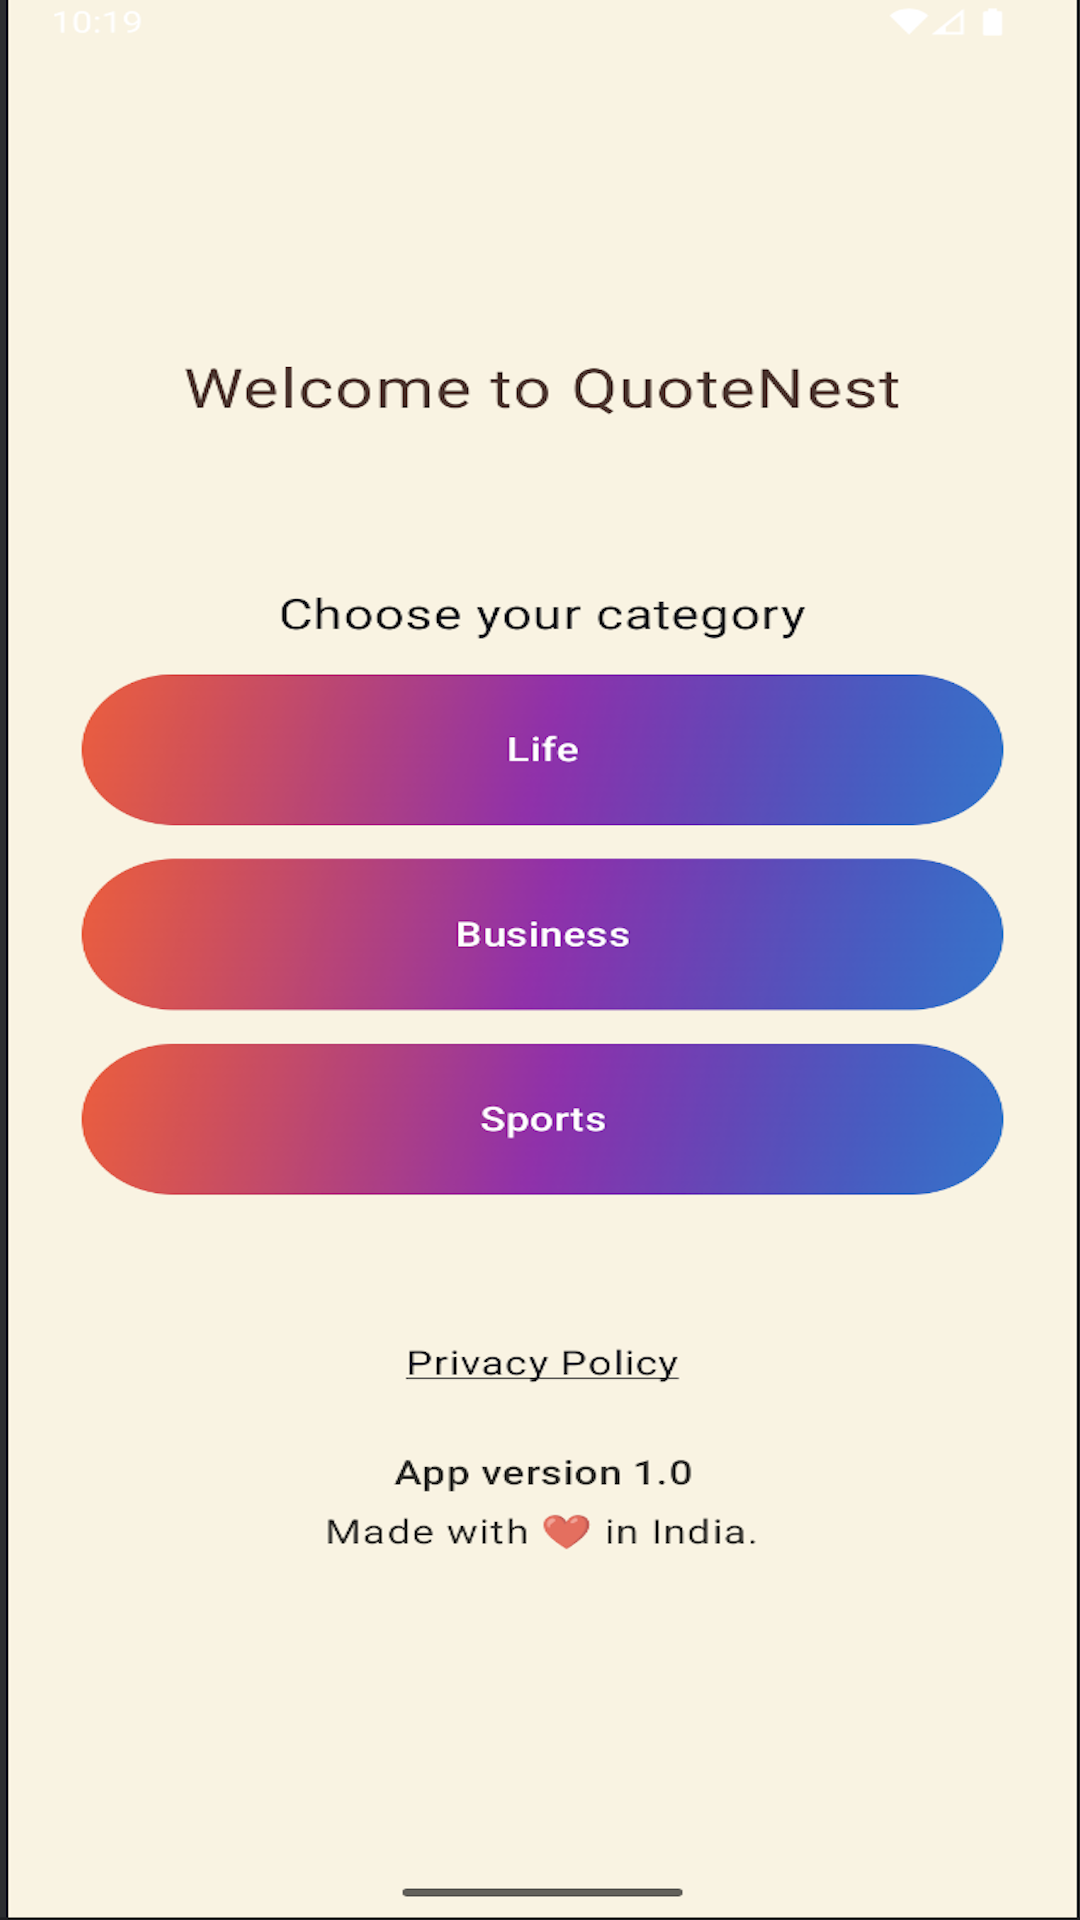 10:19
Welcome to QuoteNest
Choose your category
Life
Business
Sports
Privacy Policy
App version 1.0
Made with ❤️ in India.